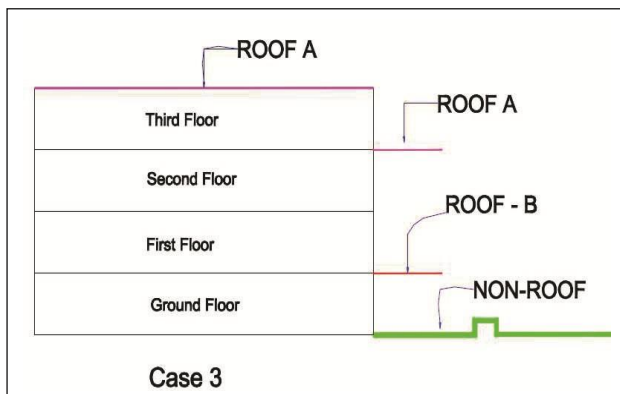 ROOF A
Third Floor
ROOF A
Second Floor
ROOF - B
First Floor
NON-ROOF
Ground Floor
Case 3